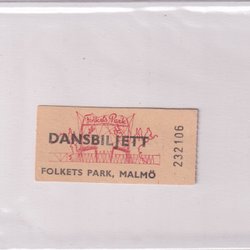 Folkets Park
DANSBILJETT
FOLKETS PARK, MALMÖ
232106